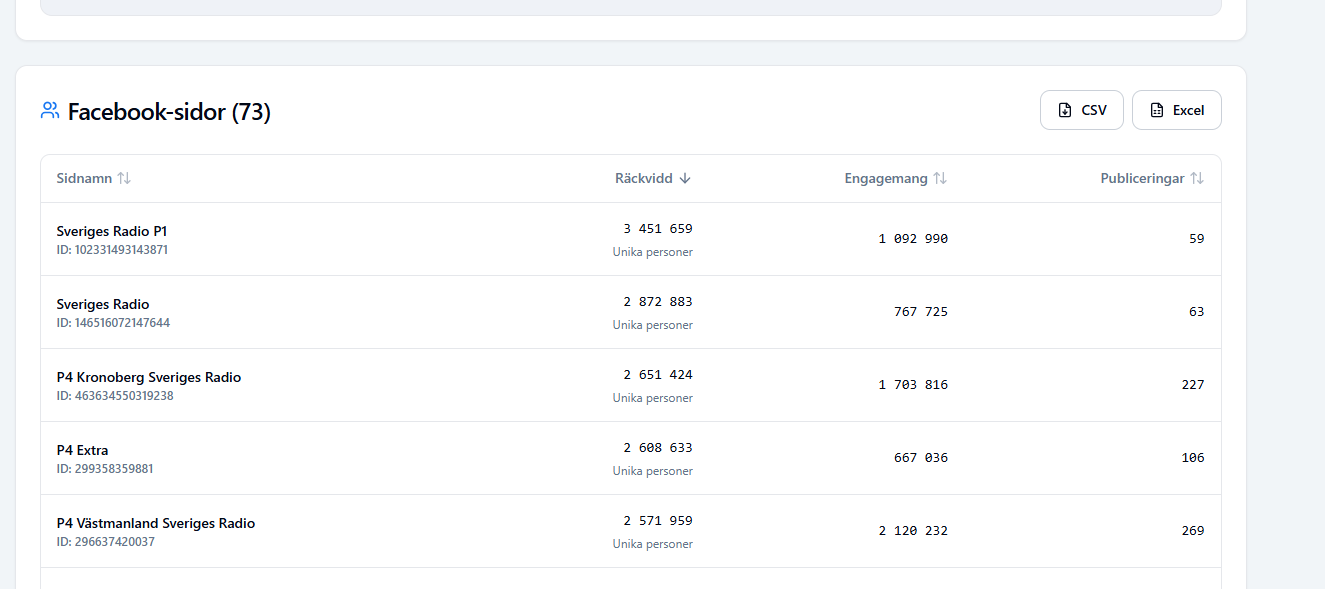 Facebook-sidor (73)
CSV
Excel
Sidnamn
Räckvidd
Engagemang
Publiceringar
Sveriges Radio P1
ID: 102331493143871
3 451 659
Unika personer
1 092 990
59
Sveriges Radio
ID: 146516072147644
2 872 883
Unika personer
767 725
63
P4 Kronoberg Sveriges Radio
ID: 463634550319238
2 651 424
Unika personer
1 703 816
227
P4 Extra
ID: 299358359881
2 608 633
Unika personer
667 036
106
P4 Västmanland Sveriges Radio
ID: 296637420037
2 571 959
Unika personer
2 120 232
269